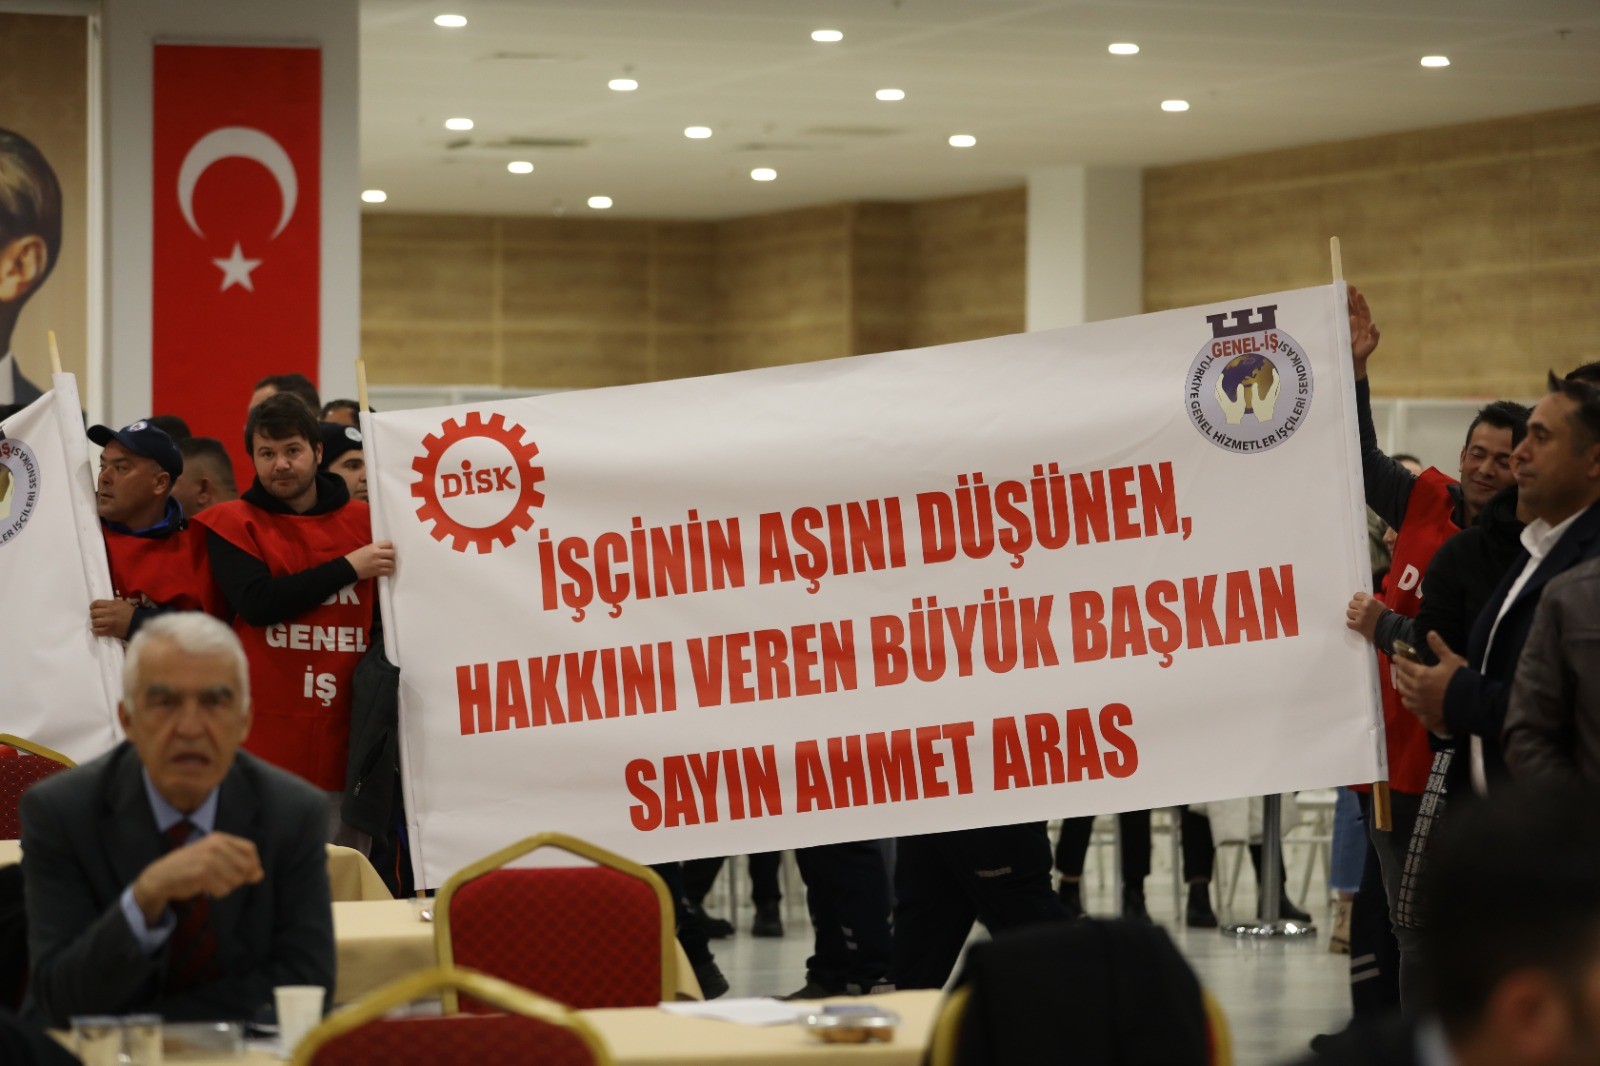 DİSK
GENEL-İŞ
TÜRKİYE GENEL HİZMETLER İŞÇİLERİ SENDİKASI
İŞÇİNİN AŞINI DÜŞÜNEN,
HAKKINI VEREN BÜYÜK BAŞKAN
SAYIN AHMET ARAS
GENEL
İŞ